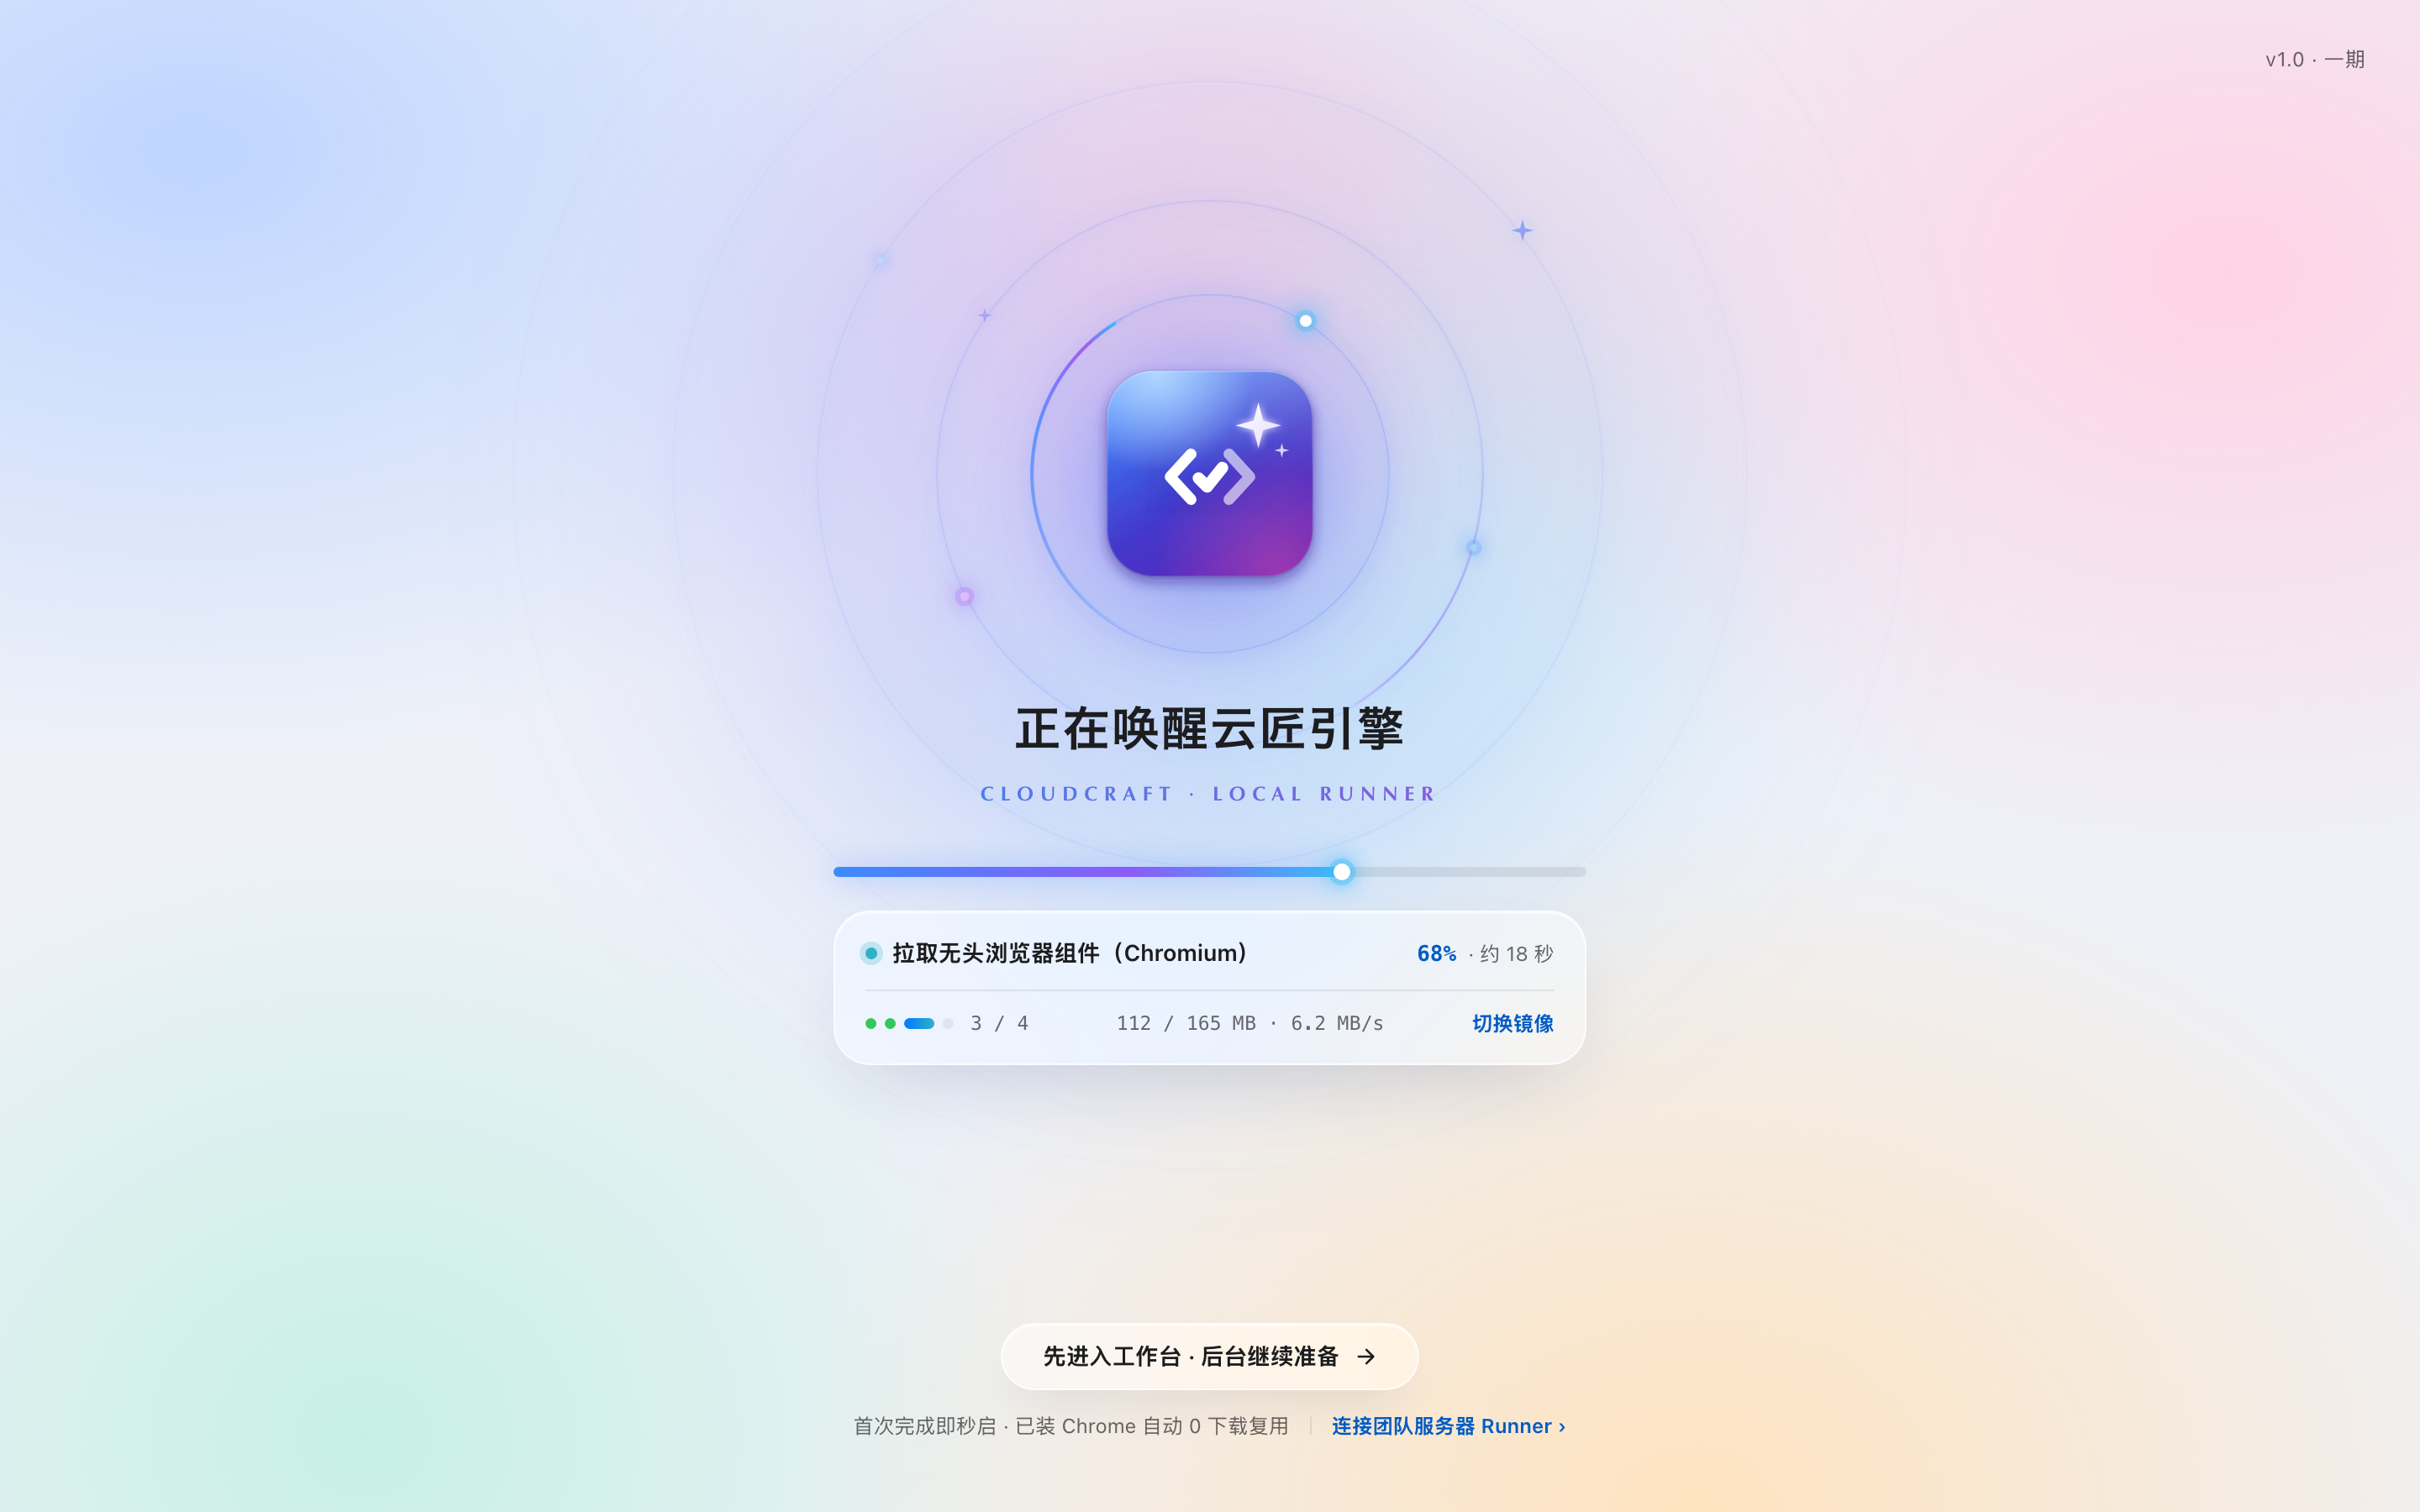 v1.0 · 一期
正在唤醒云匠引擎
CLOUDCRAFT · LOCAL RUNNER
拉取无头浏览器组件（Chromium） 68% · 约 18 秒
3 / 4 112 / 165 MB · 6.2 MB/s 切换镜像
先进入工作台 · 后台继续准备 →
首次完成即秒启 · 已装 Chrome 自动 0 下载复用 | 连接团队服务器 Runner ›